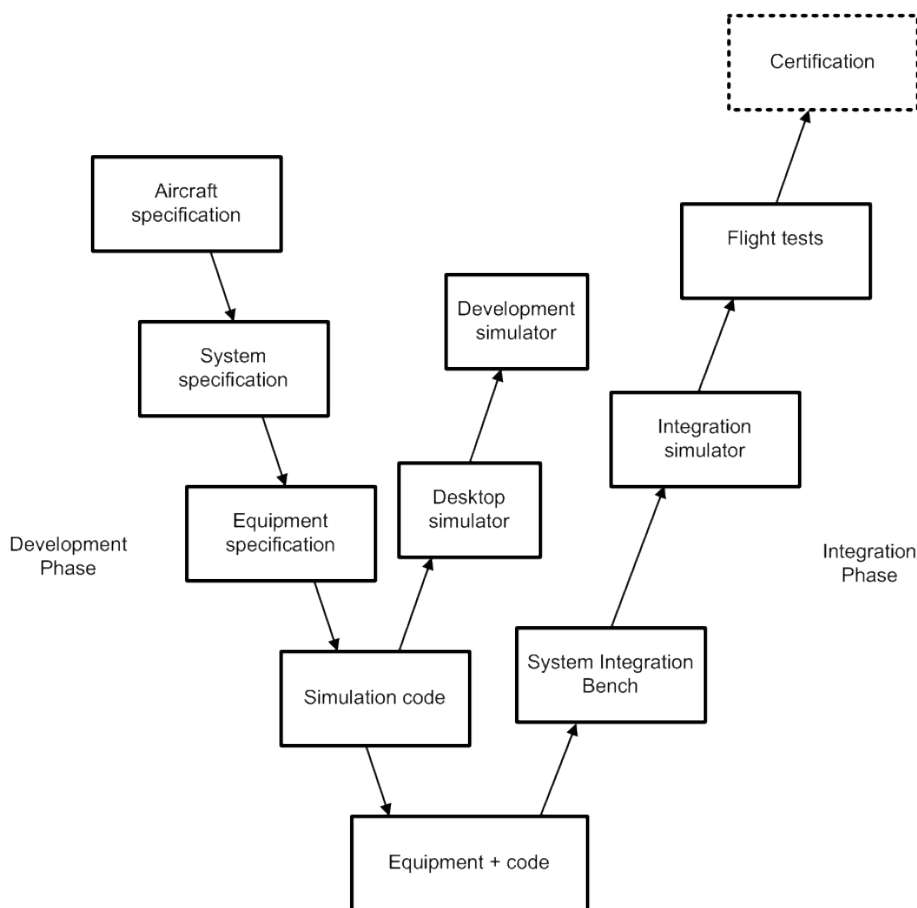 Certification
Aircraft
specification
Flight tests
Development
simulator
System
specification
Integration
simulator
Desktop
simulator
Equipment
specification
Development
Phase
Integration
Phase
System Integration
Bench
Simulation code
Equipment + code